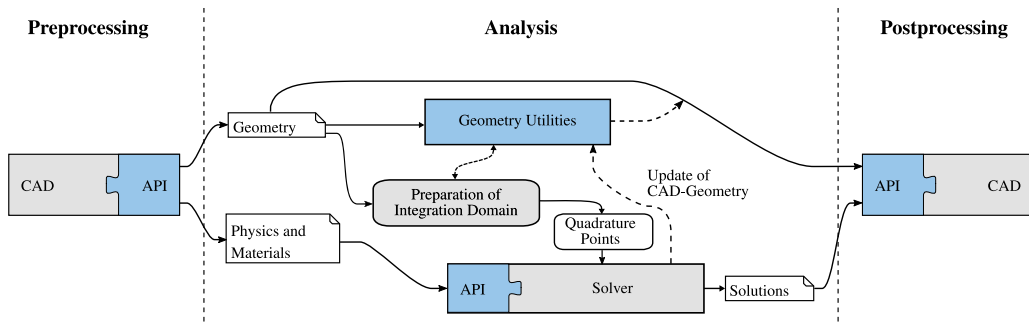 Preprocessing
Analysis
Postprocessing
Geometry
Geometry Utilities
CAD
API
Preparation of
Integration Domain
Update of
CAD-Geometry
API
CAD
Physics and
Materials
Quadrature
Points
API
Solver
Solutions